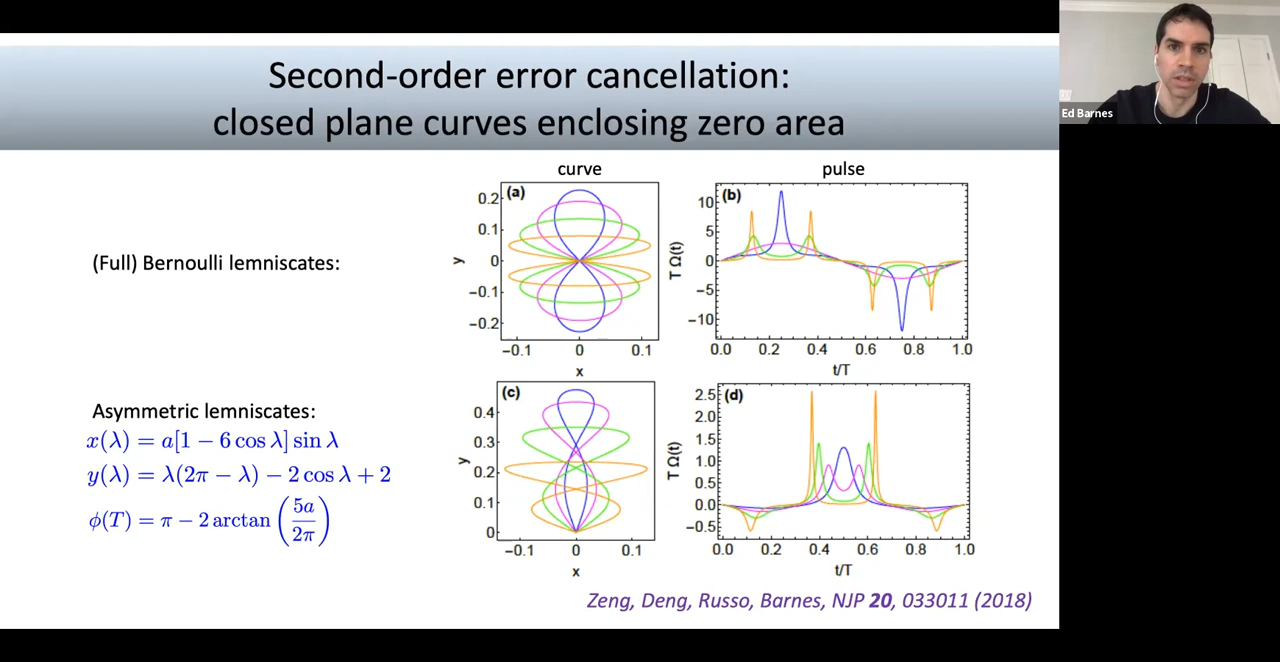 Second-order error cancellation:
closed plane curves enclosing zero area
Ed Barnes
curve
pulse
(Full) Bernoulli lemniscates:
(a)
0.2
0.1
0
−0.1
−0.2
y
−0.1 0 0.1
x
(b)
10
5
0
−5
−10
T Ω(t)
0.0 0.2 0.4 0.6 0.8 1.0
t/T
Asymmetric lemniscates:
x(λ) = a[1 − 6 cos λ] sin λ
y(λ) = λ(2π − λ) − 2 cos λ + 2
ϕ(T) = π − 2 arctan (5a/2π)
(c)
0.4
0.3
0.2
0.1
0
y
−0.1 0 0.1
x
(d)
2.5
2.0
1.5
1.0
0.5
0.0
−0.5
T Ω(t)
0.0 0.2 0.4 0.6 0.8 1.0
t/T
Zeng, Deng, Russo, Barnes, NJP 20, 033011 (2018)